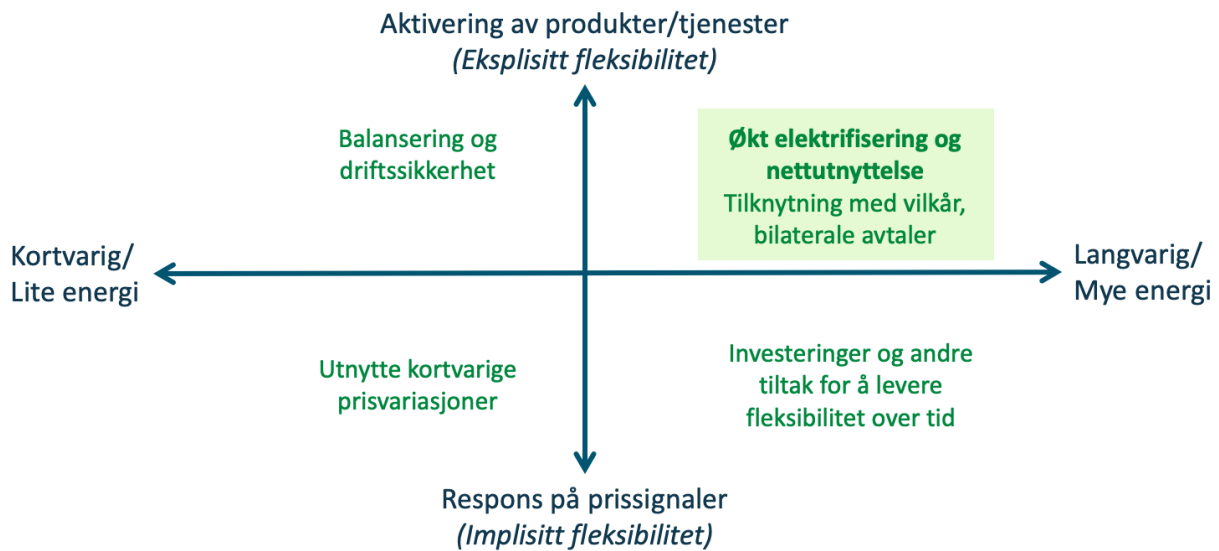 Aktivering av produkter/tjenester
(Eksplisitt fleksibilitet)
Balansering og
driftssikkerhet
Økt elektrifisering og
nettutnyttelse
Tilknytning med vilkår,
bilaterale avtaler
Kortvarig/
Lite energi
Langvarig/
Mye energi
Utnytte kortvarige
prisvariasjoner
Investeringer og andre
tiltak for å levere
fleksibilitet over tid
Respons på prissignaler
(Implisitt fleksibilitet)